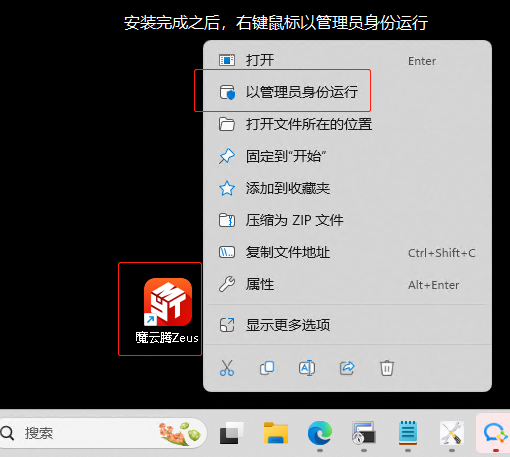 安装完成之后，右键鼠标以管理员身份运行
打开 Enter
以管理员身份运行
打开文件所在的位置
固定到"开始"
添加到收藏夹
压缩为 ZIP 文件
复制文件地址 Ctrl+Shift+C
属性 Alt+Enter
魔云腾Zeus
显示更多选项
搜索